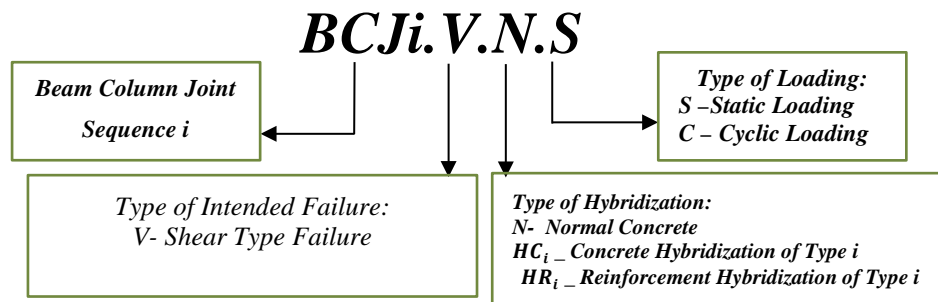 BCJi.V.N.S
Beam Column Joint
Sequence i
Type of Loading:
S –Static Loading
C – Cyclic Loading
Type of Intended Failure:
V- Shear Type Failure
Type of Hybridization:
N- Normal Concrete
HCᵢ _ Concrete Hybridization of Type i
HRᵢ _ Reinforcement Hybridization of Type i